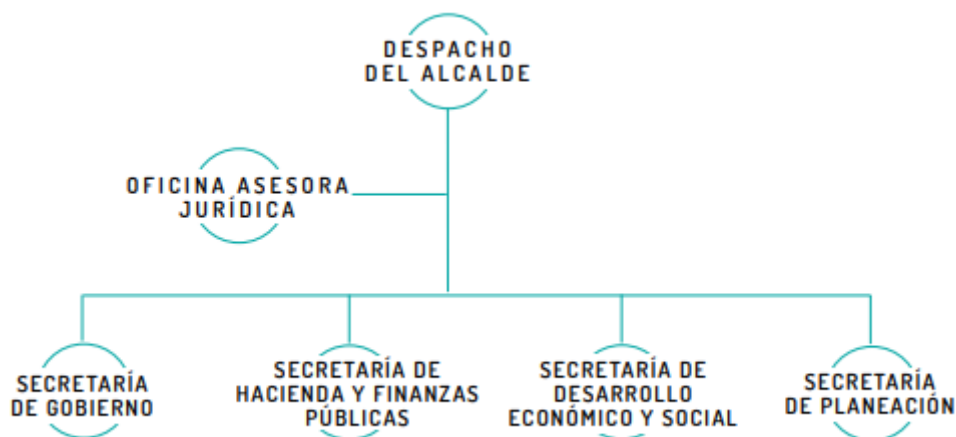 DESPACHO
DEL ALCALDE
OFICINA ASESORA
JURÍDICA
SECRETARÍA
DE GOBIERNO
SECRETARÍA DE
HACIENDA Y FINANZAS
PÚBLICAS
SECRETARÍA DE
DESARROLLO
ECONÓMICO Y SOCIAL
SECRETARÍA
DE PLANEACIÓN